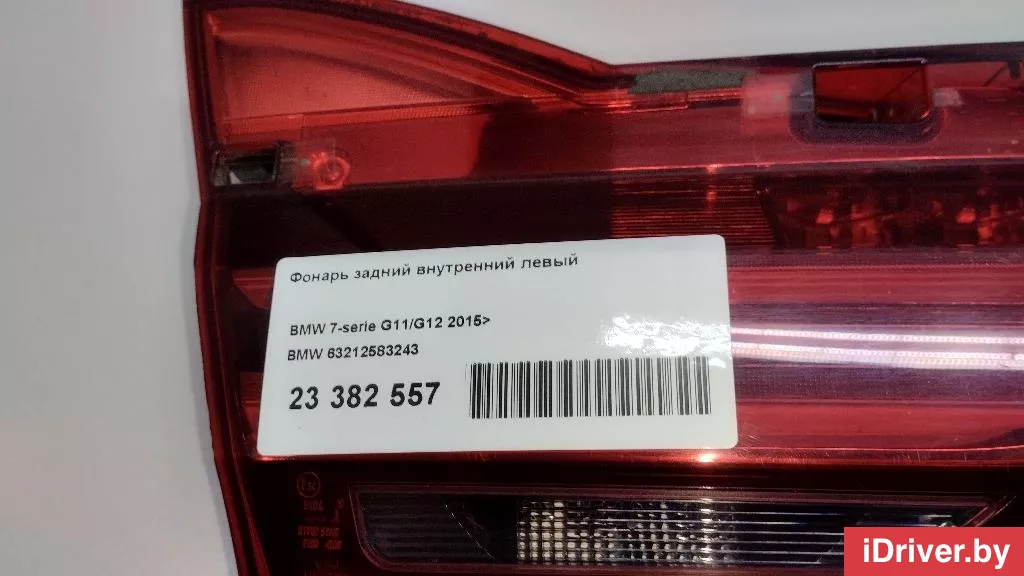 Фонарь задний внутренний левый
BMW 7-serie G11/G12 2015>
BMW 63212583243
23 382 557
iDriver.by